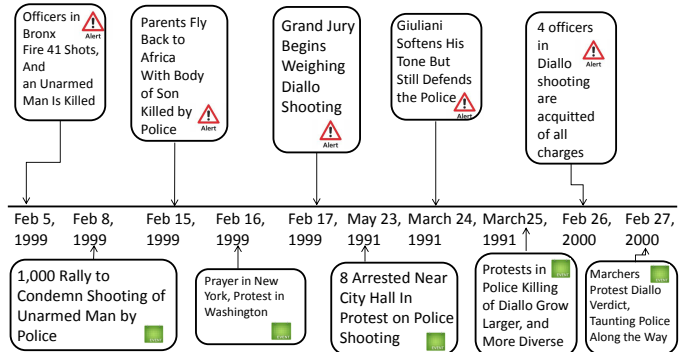 Officers in
Bronx
Fire 41 Shots,
And
an Unarmed
Man Is Killed
Alert
Parents Fly
Back to
Africa
With Body
of Son
Killed by
Police
Alert
Grand Jury
Begins
Weighing
Diallo
Shooting
Alert
Giuliani
Softens His
Tone But
Still Defends
the Police
Alert
4 officers
in
Diallo
shooting
are
acquitted
of all
charges
Alert
Feb 5,
1999
Feb 8,
1999
Feb 15,
1999
Feb 16,
1999
Feb 17,
1999
May 23,
1991
March 24,
1991
March25,
1991
Feb 26,
2000
Feb 27,
2000
1,000 Rally to
Condemn Shooting of
Unarmed Man by
Police
Prayer in New
York, Protest in
Washington
8 Arrested Near
City Hall In
Protest on Police
Shooting
Protests in
Police Killing
of Diallo Grow
Larger, and
More Diverse
Marchers
Protest Diallo
Verdict,
Taunting Police
Along the Way